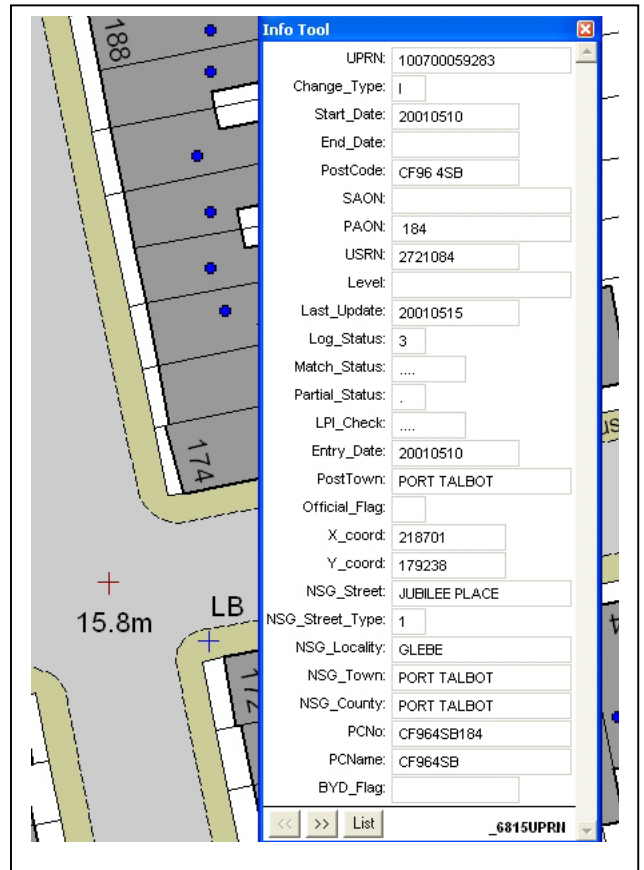 188
174
15.8m
LB
172
Info Tool
UPRN: 100700059283
Change_Type: I
Start_Date: 20010510
End_Date:
PostCode: CF96 4SB
SAON:
PAON: 184
USRN: 2721084
Level:
Last_Update: 20010515
Log_Status: 3
Match_Status: ....
Partial_Status: .
LPI_Check: ....
Entry_Date: 20010510
PostTown: PORT TALBOT
Official_Flag:
X_coord: 218701
Y_coord: 179238
NSG_Street: JUBILEE PLACE
NSG_Street_Type: 1
NSG_Locality: GLEBE
NSG_Town: PORT TALBOT
NSG_County: PORT TALBOT
PCNo: CF964SB184
PCName: CF964SB
BYD_Flag:
<< >> List _6815UPRN